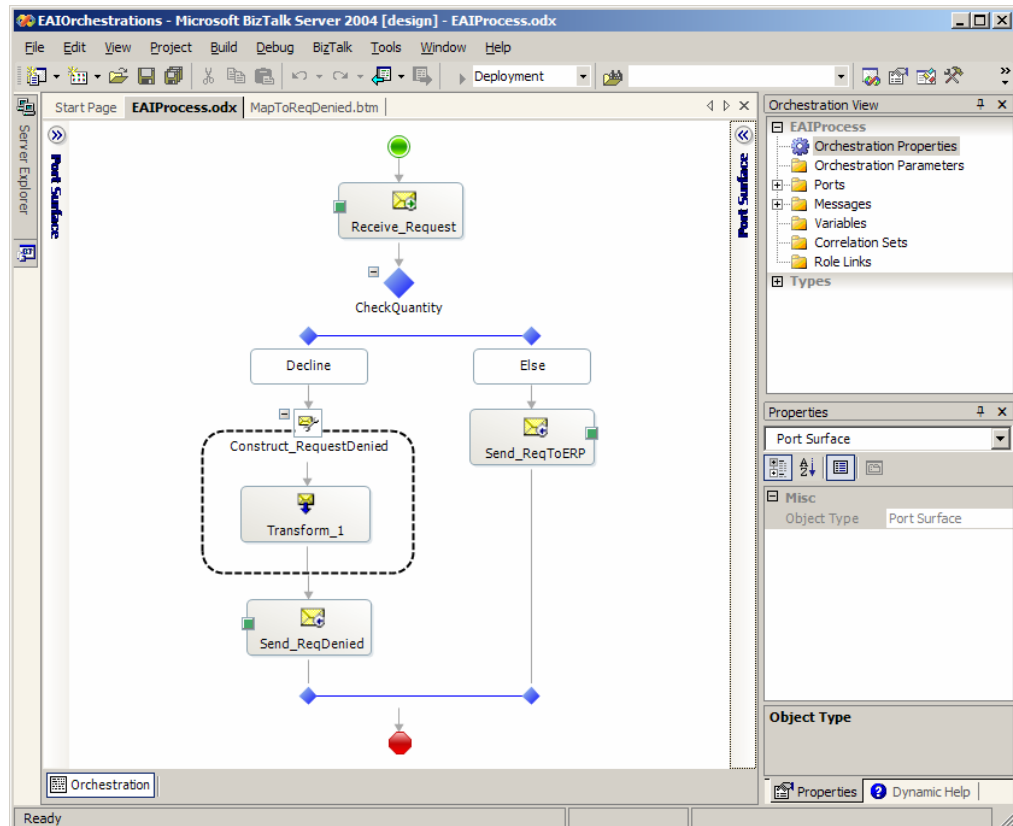 EAIOrchestrations - Microsoft BizTalk Server 2004 [design] - EAIProcess.odx
File Edit View Project Build Debug BizTalk Tools Window Help
Deployment
Server Explorer
Start Page EAIProcess.odx MapToReqDenied.btm
Port Surface
Receive_Request
CheckQuantity
Decline Else
Construct_RequestDenied
Send_ReqToERP
Transform_1
Send_ReqDenied
Port Surface
Orchestration
Orchestration View
EAIProcess
Orchestration Properties
Orchestration Parameters
Ports
Messages
Variables
Correlation Sets
Role Links
Types
Properties
Port Surface
Misc
Object Type Port Surface
Object Type
Properties Dynamic Help
Ready